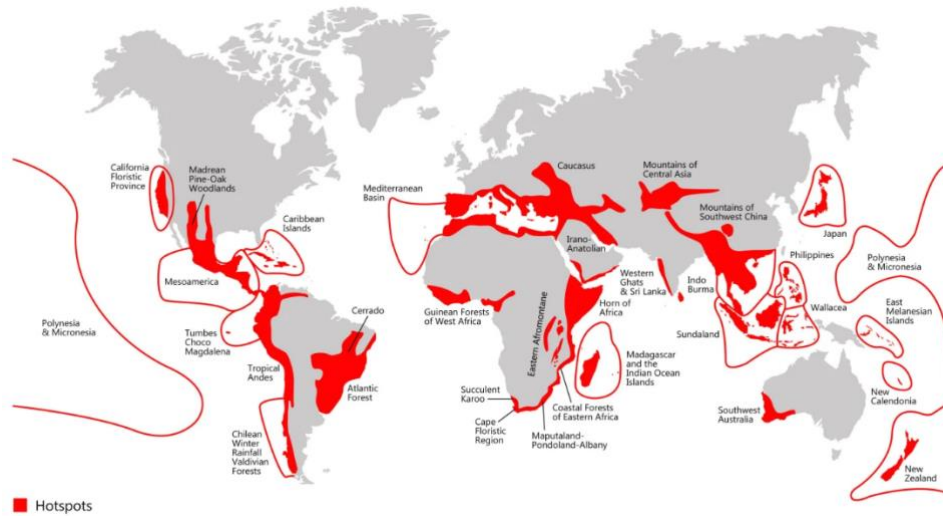 California
Floristic
Province
Madrean
Pine-Oak
Woodlands
Caribbean
Islands
Mesoamerica
Polynesia
& Micronesia
Tumbes
Choco
Magdalena
Tropical
Andes
Cerrado
Atlantic
Forest
Chilean
Winter
Rainfall
Valdivian
Forests
Mediterranean
Basin
Caucasus
Mountains of
Central Asia
Mountains of
Southwest China
Irano-
Anatolian
Western
Ghats
& Sri Lanka
Indo
Burma
Horn of
Africa
Guinean Forests
of West Africa
Eastern Afromontane
Madagascar
and the
Indian Ocean
Islands
Coastal Forests
of Eastern Africa
Succulent
Karoo
Cape
Floristic
Region
Maputaland-
Pondoland-Albany
Japan
Philippines
Polynesia
& Micronesia
Wallacea
East
Melanesian
Islands
Sundaland
New
Calendonia
Southwest
Australia
New
Zealand
Hotspots